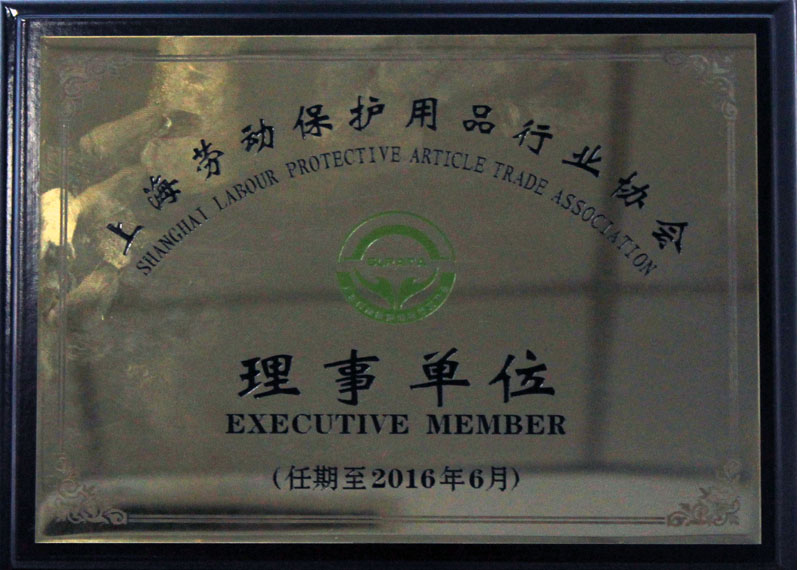 上海劳动保护用品行业协会
SHANGHAI LABOUR PROTECTIVE ARTICLE TRADE ASSOCIATION
理事单位
EXECUTIVE MEMBER
(任期至2016年6月)